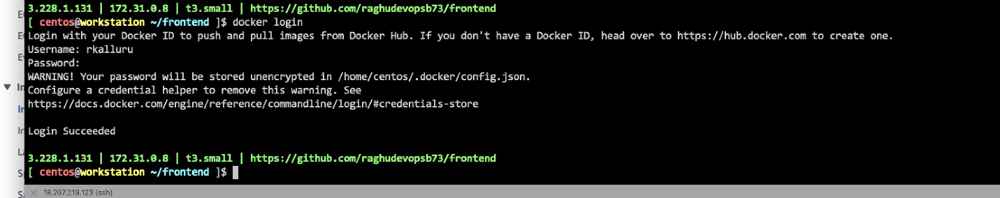 3.228.1.131 | 172.31.0.8 | t3.small | https://github.com/raghudevopsb73/frontend
[ centos@workstation ~/frontend ]$ docker login
Login with your Docker ID to push and pull images from Docker Hub. If you don't have a Docker ID, head over to https://hub.docker.com to create one.
Username: rkalluru
Password:
WARNING! Your password will be stored unencrypted in /home/centos/.docker/config.json.
Configure a credential helper to remove this warning. See
https://docs.docker.com/engine/reference/commandline/login/#credentials-store
Login Succeeded
3.228.1.131 | 172.31.0.8 | t3.small | https://github.com/raghudevopsb73/frontend
[ centos@workstation ~/frontend ]$
18.207.219.123 (ssh)